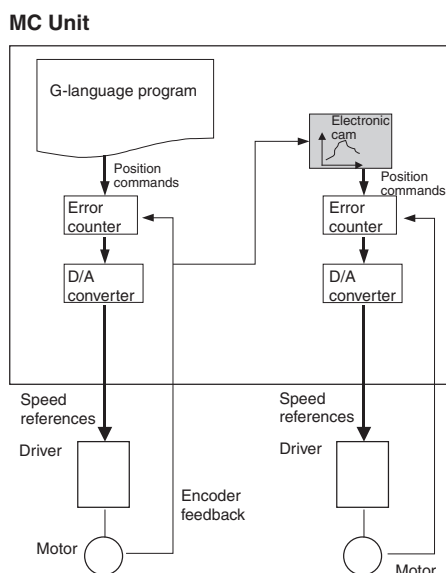 MC Unit
G-language program
Electronic
cam
Position
commands
Position
commands
Error
counter
Error
counter
D/A
converter
D/A
converter
Speed
references
Speed
references
Driver
Driver
Encoder
feedback
Motor
Motor